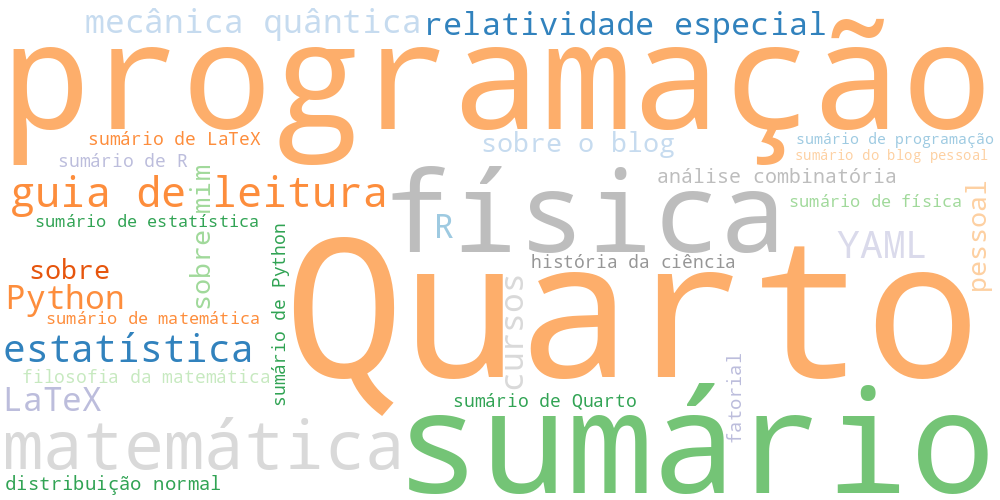 mecânica quântica
relatividade especial
programação
sumário de LaTeX
sobre o blog
sumário de programação
sumário do blog pessoal
sumário de R
guia de leitura
sobre mim
física
análise combinatória
sumário de física
pessoal
sumário de estatística
R
YAML
sumário de Python
história da ciência
sobre
Python
Quarto
cursos
sumário de matemática
estatística
filosofia da matemática
fatorial
LaTeX
sumário de Quarto
sumário
matemática
distribuição normal